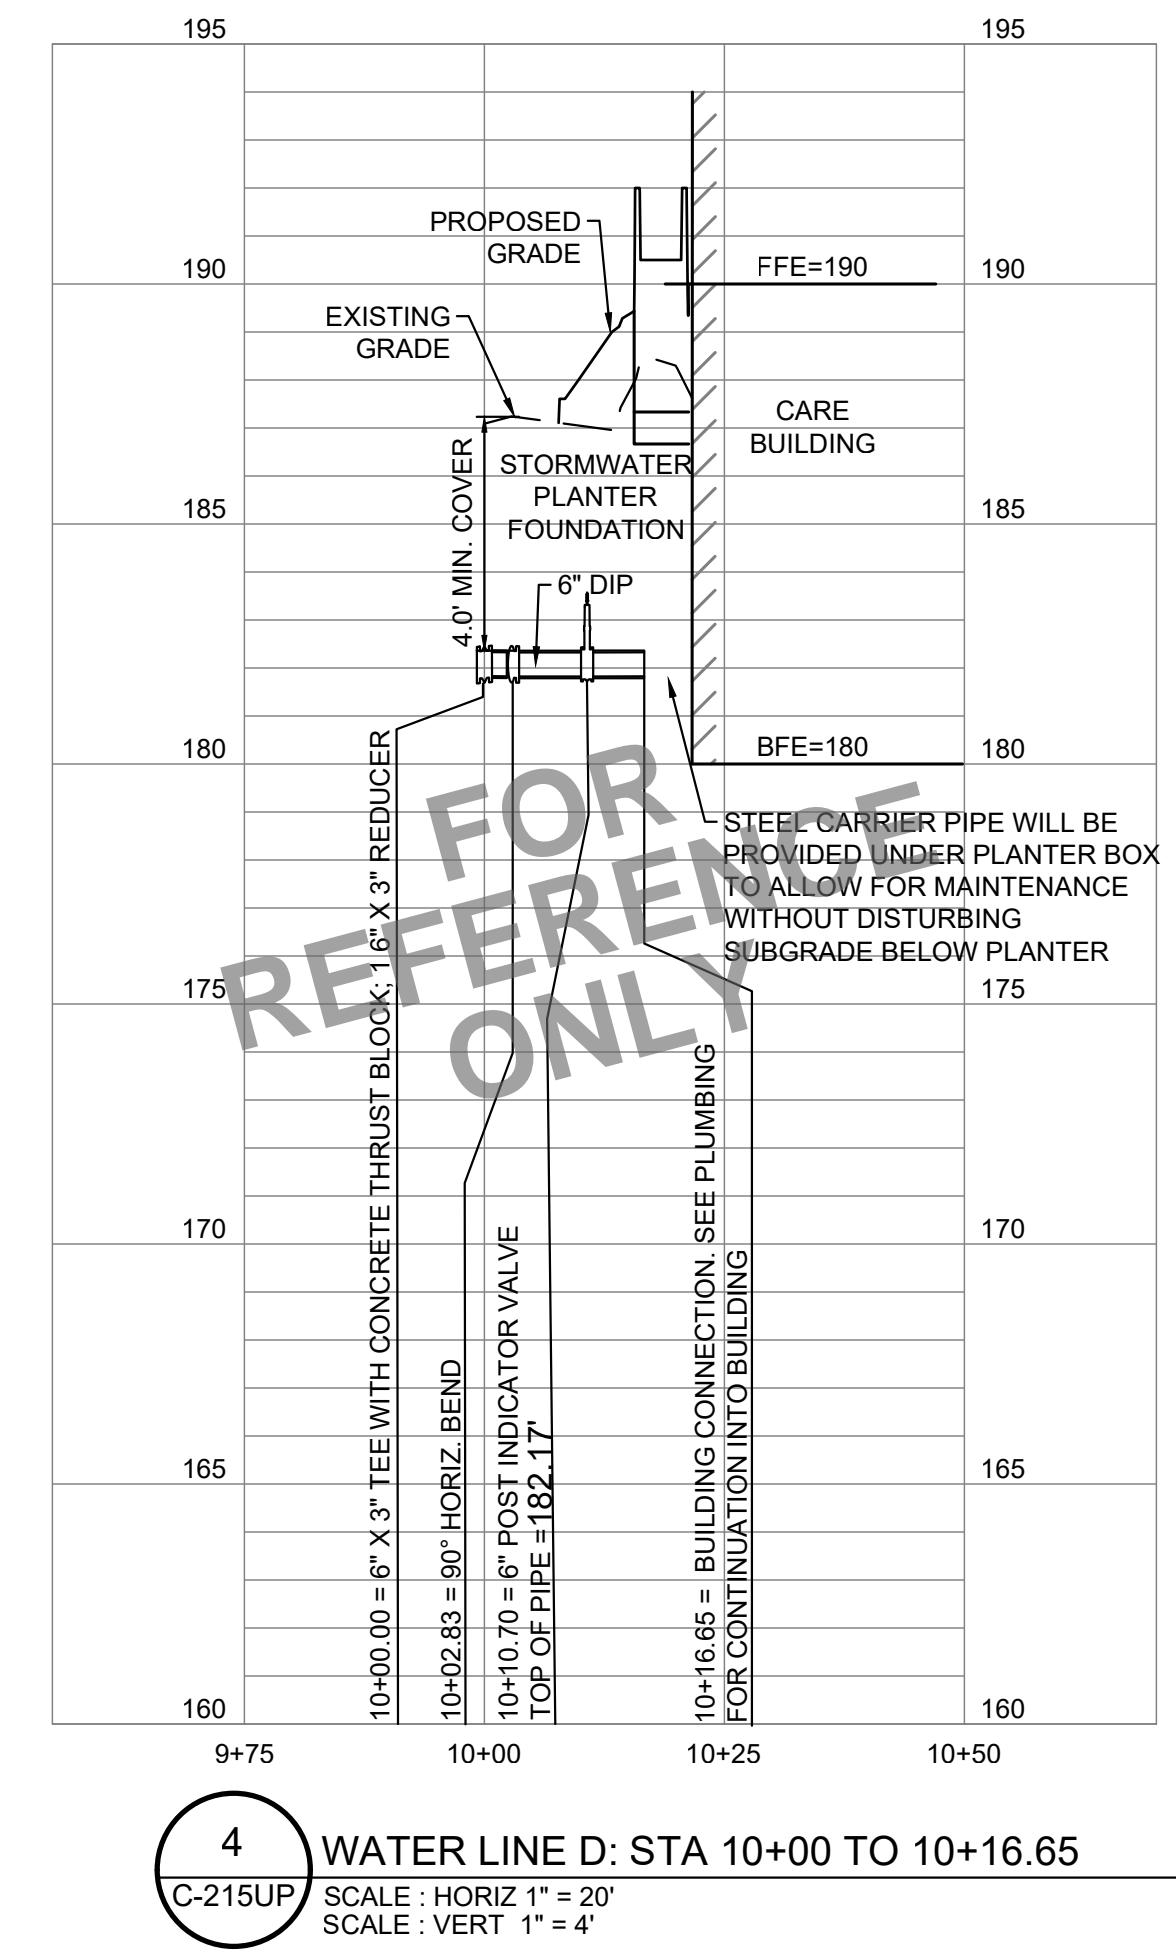 195
195
PROPOSED
GRADE
190
FFE=190
190
EXISTING
GRADE
CARE
BUILDING
4.0' MIN. COVER
STORMWATER
PLANTER
FOUNDATION
185
185
6" DIP
180
BFE=180
180
STEEL CARRIER PIPE WILL BE
PROVIDED UNDER PLANTER BOX
TO ALLOW FOR MAINTENANCE
WITHOUT DISTURBING
SUBGRADE BELOW PLANTER
FOR
REFERENCE
ONLY
175
175
170
170
165
165
10+00.00 = 6" X 3" TEE WITH CONCRETE THRUST BLOCK; 1 6" X 3" REDUCER
10+02.83 = 90° HORIZ. BEND
10+10.70 = 6" POST INDICATOR VALVE
TOP OF PIPE =182.17'
10+16.65 = BUILDING CONNECTION. SEE PLUMBING
FOR CONTINUATION INTO BUILDING
160
160
9+75
10+00
10+25
10+50
4
C-215UP
WATER LINE D: STA 10+00 TO 10+16.65
SCALE : HORIZ 1" = 20'
SCALE : VERT 1" = 4'